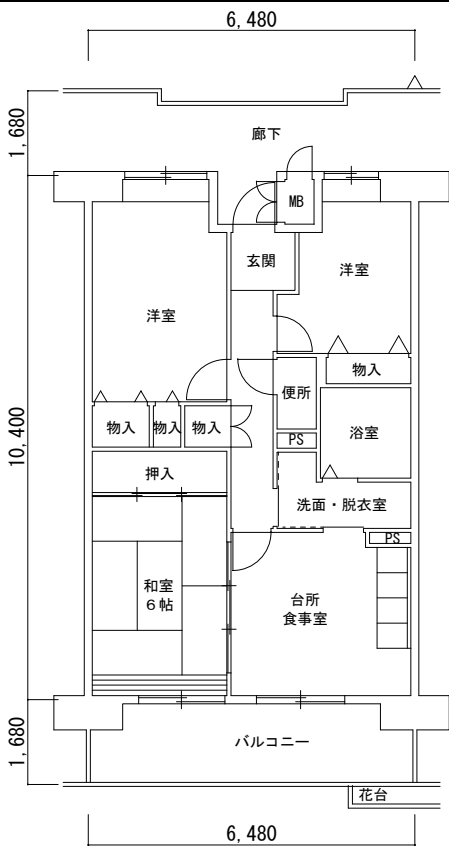 6,480
1,680
廊下
MB
玄関
洋室
洋室
物入
便所
10,400
物入
物入
物入
浴室
PS
押入
洗面・脱衣室
PS
和室
6帖
台所
食事室
バルコニー
1,680
花台
6,480